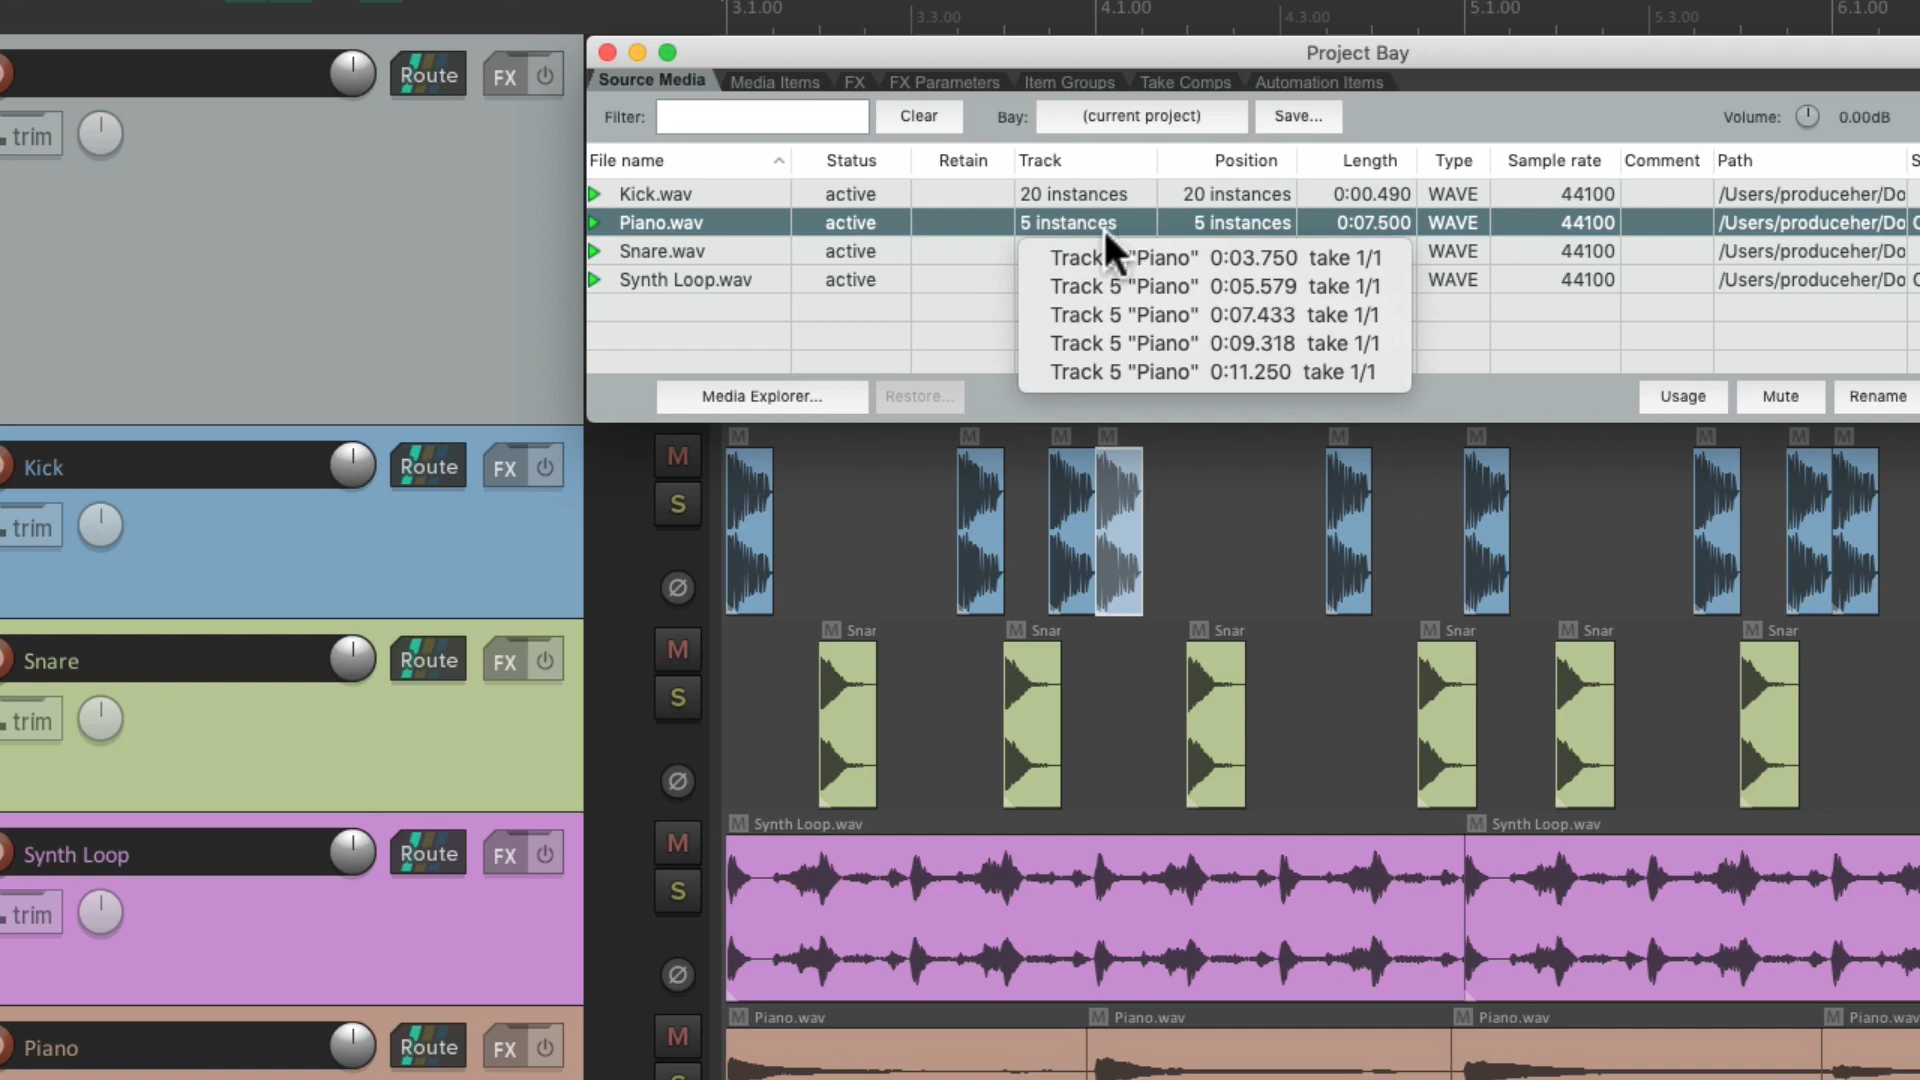 3.1.00 3.3.00 4.1.00 4.3.00 5.1.00 5.3.00 6.1.00
Project Bay
Source Media Media Items FX FX Parameters Item Groups Take Comps Automation Items
Filter: Clear Bay: (current project) Save... Volume: 0.00dB
File name Status Retain Track Position Length Type Sample rate Comment Path S
Kick.wav active 20 instances 20 instances 0:00.490 WAVE 44100 /Users/produceher/Do
Piano.wav active 5 instances 5 instances 0:07.500 WAVE 44100 /Users/produceher/Do
Snare.wav active WAVE 44100 /Users/produceher/Do
Synth Loop.wav active WAVE 44100 /Users/produceher/Do
Track "Piano" 0:03.750 take 1/1
Track 5 "Piano" 0:05.579 take 1/1
Track 5 "Piano" 0:07.433 take 1/1
Track 5 "Piano" 0:09.318 take 1/1
Track 5 "Piano" 0:11.250 take 1/1
Media Explorer... Restore... Usage Mute Rename
Route FX
trim
M M M M M M M M M
Kick Route FX M
trim S
M Snar M Snar M Snar M Snar M Snar M Snar
Snare Route FX M
trim S
M Synth Loop.wav M Synth Loop.wav
Synth Loop Route FX M
trim S
M Piano.wav M Piano.wav M Piano.wav M Piano.wav
Piano Route FX M